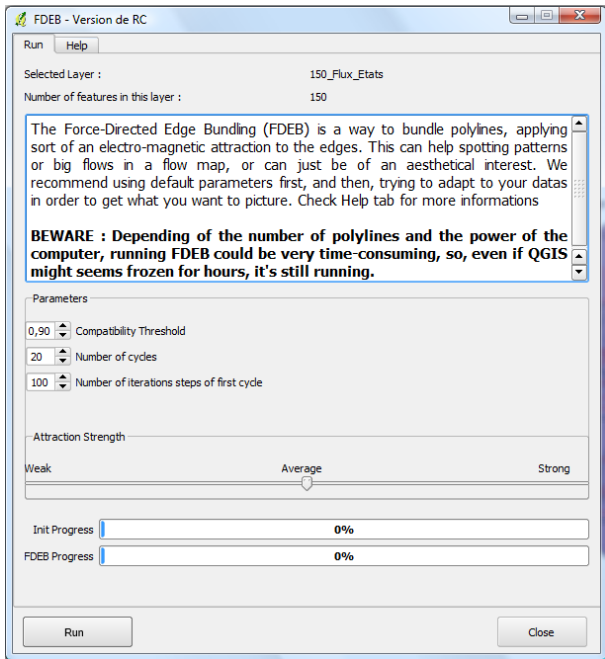 FDEB - Version de RC
Run Help
Selected Layer : 150_Flux_Etats
Number of features in this layer : 150
The Force-Directed Edge Bundling (FDEB) is a way to bundle polylines, applying
sort of an electro-magnetic attraction to the edges. This can help spotting patterns
or big flows in a flow map, or can just be of an aesthetical interest. We
recommend using default parameters first, and then, trying to adapt to your datas
in order to get what you want to picture. Check Help tab for more informations
BEWARE : Depending of the number of polylines and the power of the
computer, running FDEB could be very time-consuming, so, even if QGIS
might seems frozen for hours, it's still running.
Parameters
0,90 Compatibility Threshold
20 Number of cycles
100 Number of iterations steps of first cycle
Attraction Strength
Weak Average Strong
Init Progress 0%
FDEB Progress 0%
Run Close